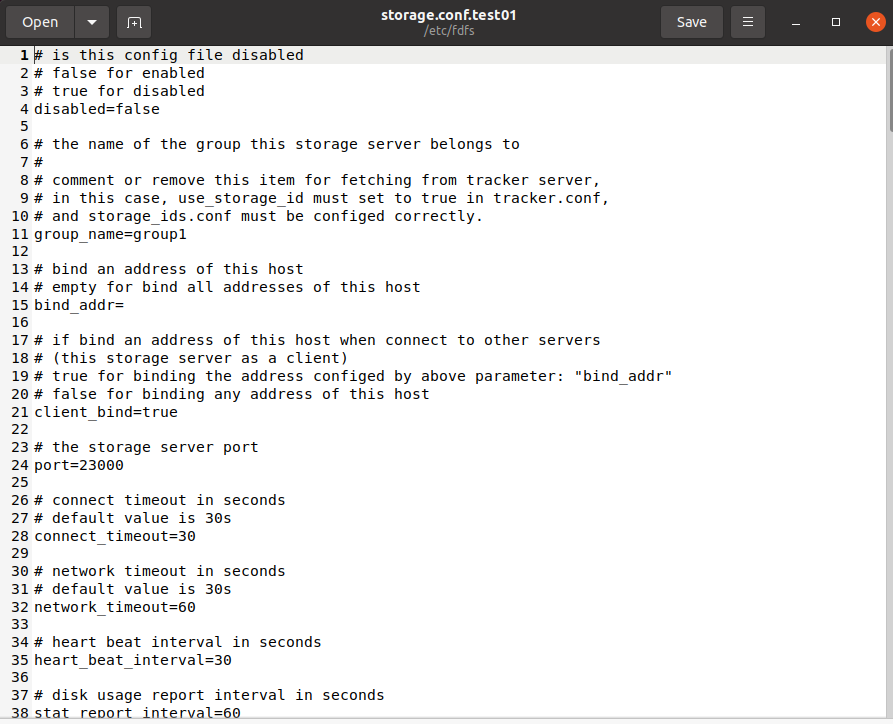 Open
storage.conf.test01
/etc/fdfs
Save
1 # is this config file disabled
2 # false for enabled
3 # true for disabled
4 disabled=false
5
6 # the name of the group this storage server belongs to
7 #
8 # comment or remove this item for fetching from tracker server,
9 # in this case, use_storage_id must set to true in tracker.conf,
10 # and storage_ids.conf must be configed correctly.
11 group_name=group1
12
13 # bind an address of this host
14 # empty for bind all addresses of this host
15 bind_addr=
16
17 # if bind an address of this host when connect to other servers
18 # (this storage server as a client)
19 # true for binding the address configed by above parameter: "bind_addr"
20 # false for binding any address of this host
21 client_bind=true
22
23 # the storage server port
24 port=23000
25
26 # connect timeout in seconds
27 # default value is 30s
28 connect_timeout=30
29
30 # network timeout in seconds
31 # default value is 30s
32 network_timeout=60
33
34 # heart beat interval in seconds
35 heart_beat_interval=30
36
37 # disk usage report interval in seconds
38 stat_report_interval=60